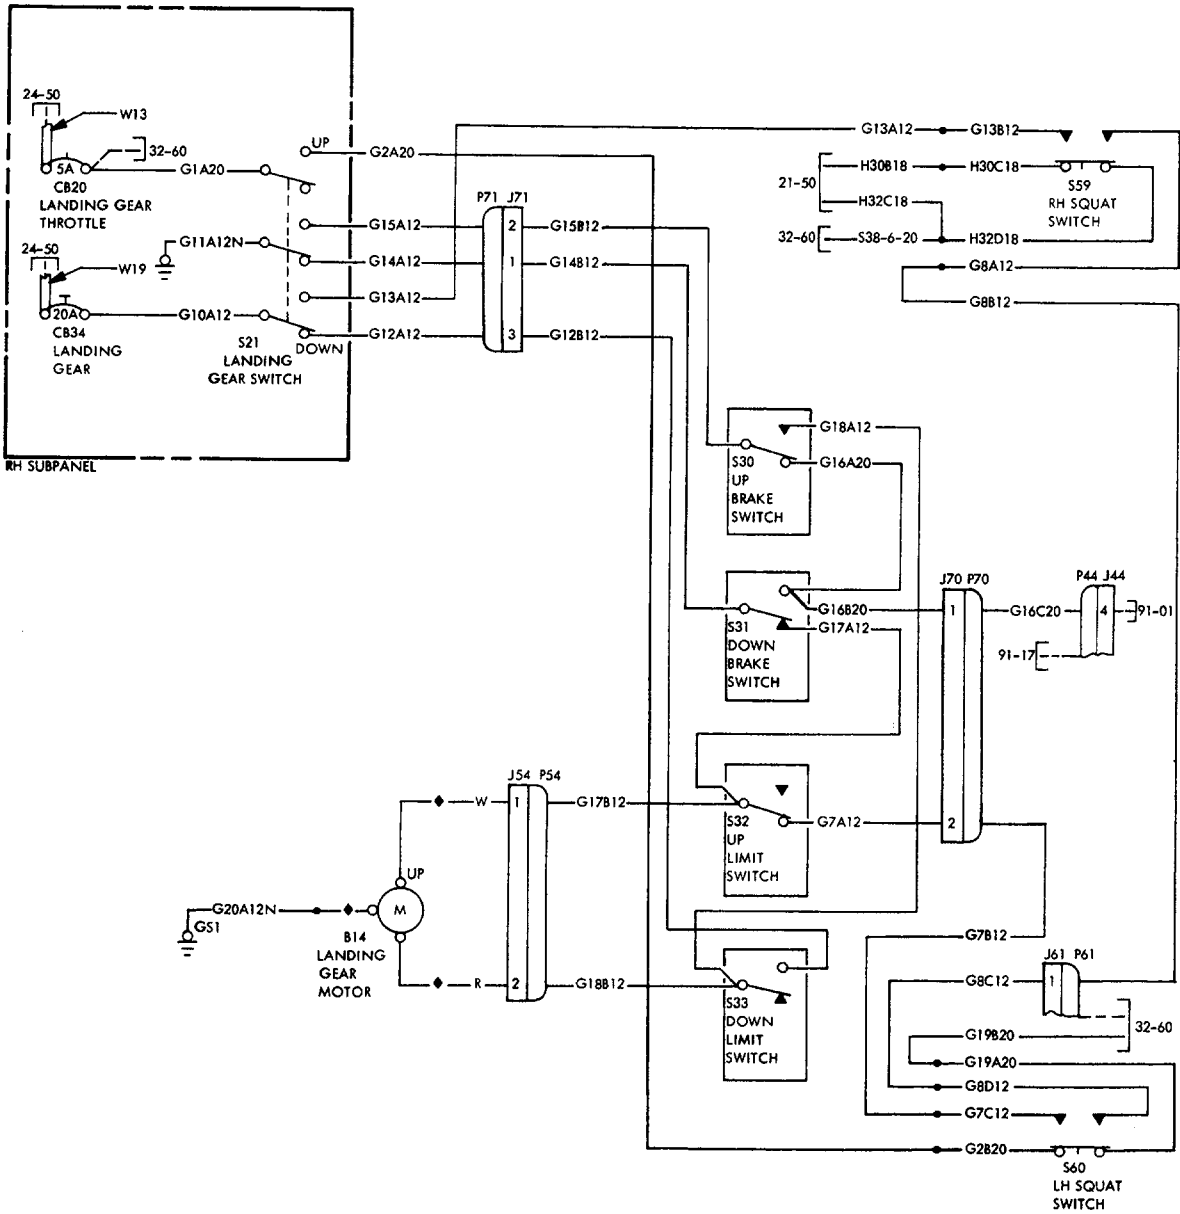 24-50
W13
32-60
5A
CB20
LANDING GEAR
THROTTLE
G1A20
UP
G2A20
24-50
W19
20A
CB34
LANDING
GEAR
G11A12N
G10A12
S21
LANDING
GEAR SWITCH
DOWN
RH SUBPANEL
G15A12
G14A12
G13A12
G12A12
P71 J71
2
1
3
G15B12
G14B12
G12B12
G13A12
G13B12
21-50
H30B18
H30C18
H32C18
32-60
S38-6-20
H32D18
S59
RH SQUAT
SWITCH
G8A12
G8B12
S30
UP
BRAKE
SWITCH
G18A12
G16A20
S31
DOWN
BRAKE
SWITCH
G16B20
G17A12
J70 P70
1
2
G16C20
P44 J44
4
91-01
91-17
S32
UP
LIMIT
SWITCH
G7A12
J54 P54
1
2
W
R
G17B12
G18B12
UP
M
G20A12N
GS1
B14
LANDING
GEAR
MOTOR
S33
DOWN
LIMIT
SWITCH
G7B12
J61 P61
1
G8C12
32-60
G19B20
G19A20
G8D12
G7C12
G2B20
S60
LH SQUAT
SWITCH